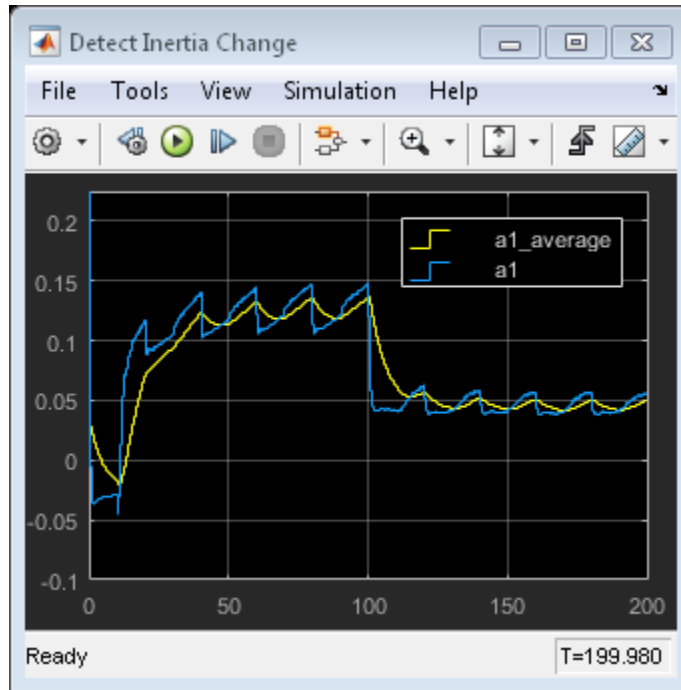 Detect Inertia Change
File Tools View Simulation Help
a1_average
a1
0.2
0.15
0.1
0.05
0
-0.05
-0.1
0 50 100 150 200
Ready T=199.980